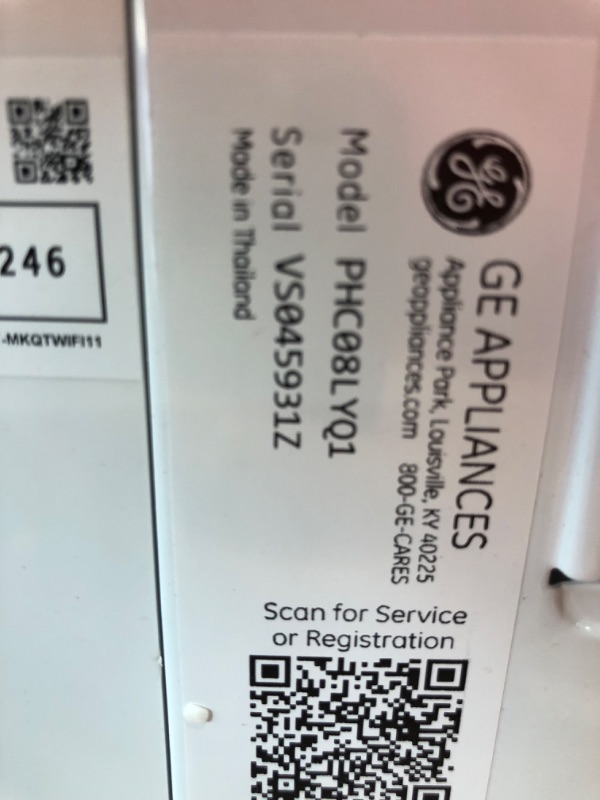 GE APPLIANCES
Appliance Park, Louisville, KY 40225
geappliances.com 800-GE-CARES
Model PHC08LYQ1
Serial VS045931Z
Made in Thailand
Scan for Service
or Registration
246
-MKQTWIFI11